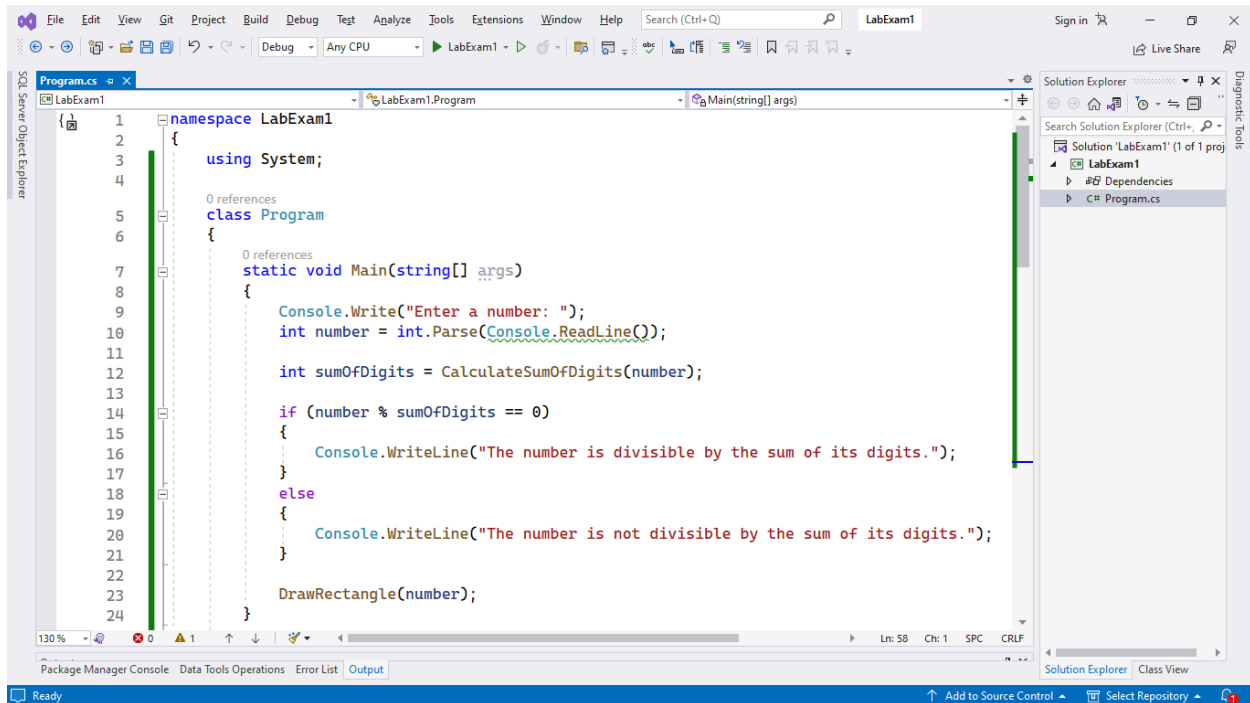 File Edit View Git Project Build Debug Test Analyze Tools Extensions Window Help Search (Ctrl+Q) LabExam1 Sign in
Debug Any CPU LabExam1 Live Share
SQL Server Object Explorer
Program.cs
LabExam1 LabExam1.Program Main(string[] args)
1 namespace LabExam1
2 {
3 using System;
4
0 references
5 class Program
6 {
0 references
7 static void Main(string[] args)
8 {
9 Console.Write("Enter a number: ");
10 int number = int.Parse(Console.ReadLine());
11
12 int sumOfDigits = CalculateSumOfDigits(number);
13
14 if (number % sumOfDigits == 0)
15 {
16 Console.WriteLine("The number is divisible by the sum of its digits.");
17 }
18 else
19 {
20 Console.WriteLine("The number is not divisible by the sum of its digits.");
21 }
22
23 DrawRectangle(number);
24 }
130 % 0 1 Ln: 58 Ch: 1 SPC CRLF
Package Manager Console Data Tools Operations Error List Output
Solution Explorer
Search Solution Explorer (Ctrl+;
Solution 'LabExam1' (1 of 1 proj
LabExam1
Dependencies
C# Program.cs
Solution Explorer Class View
Diagnostic Tools
Ready Add to Source Control Select Repository 1